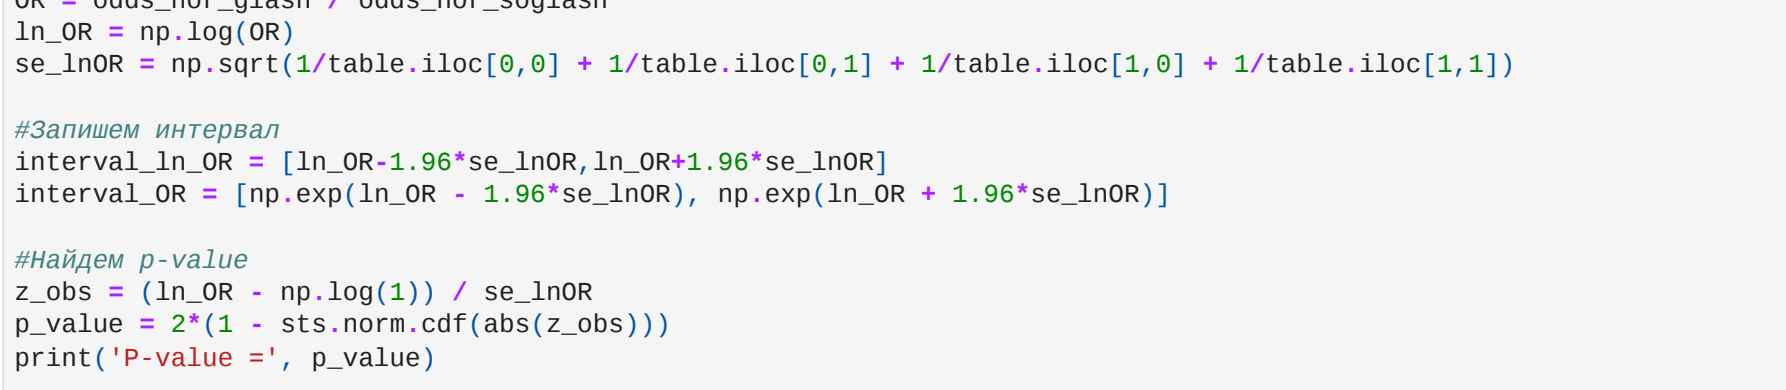 OR = odds_hor_glash / odds_hor_soglash
ln_OR = np.log(OR)
se_lnOR = np.sqrt(1/table.iloc[0,0] + 1/table.iloc[0,1] + 1/table.iloc[1,0] + 1/table.iloc[1,1])
#Запишем интервал
interval_ln_OR = [ln_OR-1.96*se_lnOR,ln_OR+1.96*se_lnOR]
interval_OR = [np.exp(ln_OR - 1.96*se_lnOR), np.exp(ln_OR + 1.96*se_lnOR)]
#Найдем p-value
z_obs = (ln_OR - np.log(1)) / se_lnOR
p_value = 2*(1 - sts.norm.cdf(abs(z_obs)))
print('P-value =', p_value)